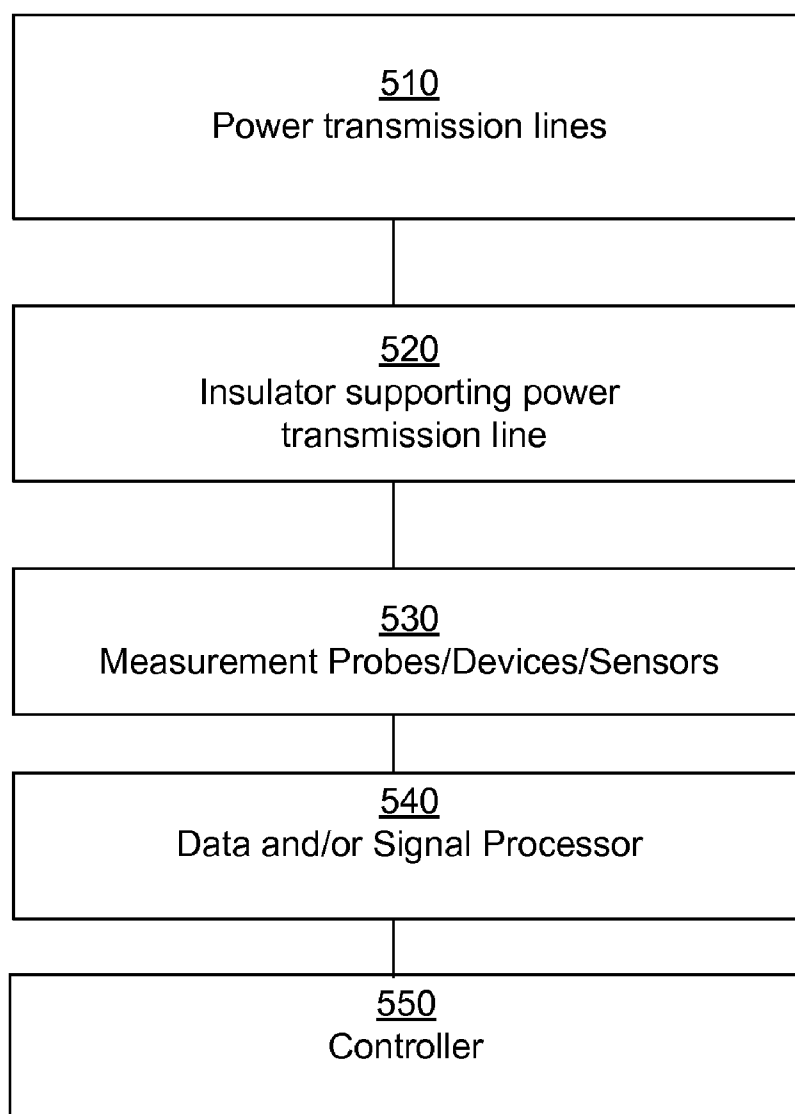 510
Power transmission lines
520
Insulator supporting power
transmission line
530
Measurement Probes/Devices/Sensors
540
Data and/or Signal Processor
550
Controller